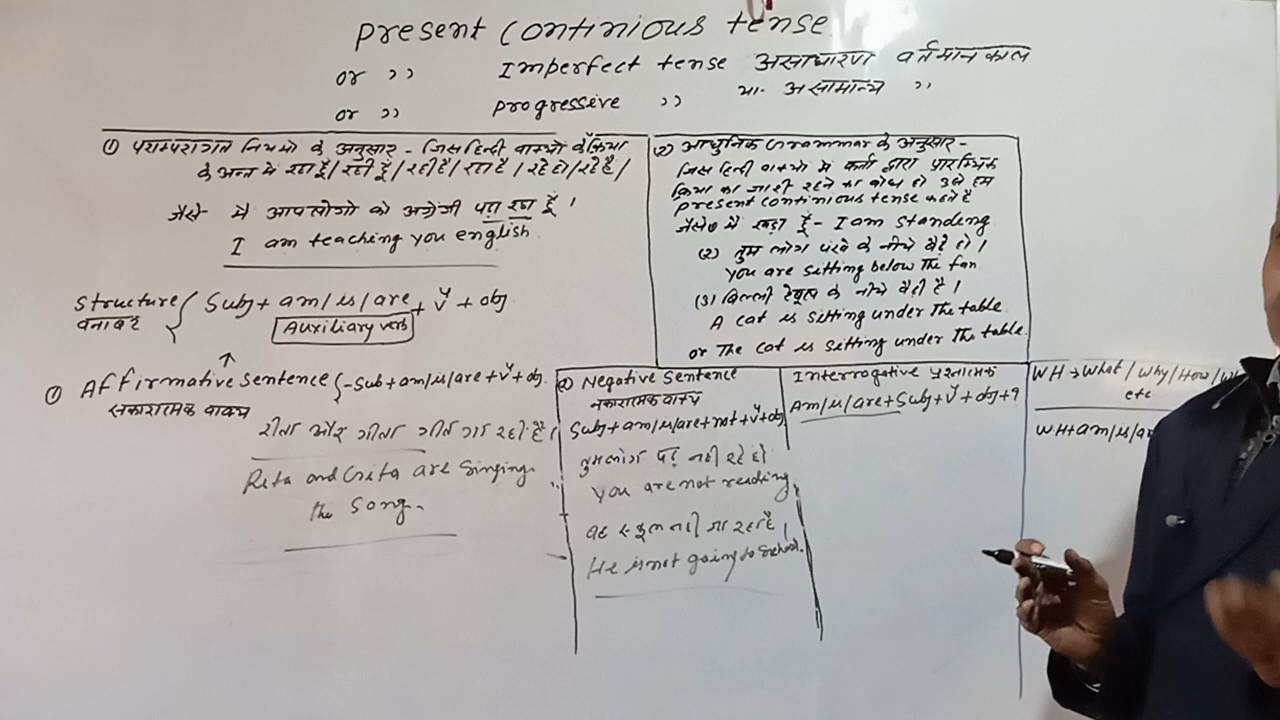 Present Continious tense
or ,, Imperfect tense असाधारण वर्तमान काल
or ,, Progressive ,, या. असामान्य ,,
① परम्परागत नियमो के अनुसार - जिस हिन्दी वाक्यो के क्रिया
के अन्त मे रहा हूँ/रही हूँ/रही है/रहा है/रहे हो/रहे है/
जैसे- मै आपलोगो को अंग्रेजी पढ़ा रहा हूँ।
I am teaching you english.
Structure { Subj + am/is/are + V⁴ + obj
बनावट
Auxiliary verb
② आधुनिक Grammar के अनुसार -
जिस हिन्दी वाक्यो मे कर्ता द्वारा प्रारम्भिक
क्रिया का जारी रहने का बोध हो उसे हम
Present continious tense कहते है
जैसे① मै खड़ा हूँ - I am standing
(2) तुम लोग पंखे के नीचे बैठे हो।
You are sitting below The fan
(3) बिल्ली टेबूल के नीचे बैठी है।
A cat is sitting under The table
or The cat is sitting under The table.
① Affirmative Sentence {- Sub + am/is/are + V⁴ + obj.
सकारात्मक वाक्य
रीता और गीता गीत गा रही है।
Rita and Gita are singing
the song.
② Negative Sentence
नकारात्मक वाक्य
Subj + am/is/are + not + V⁴ + obj
तुमलोग पढ़ नही रहे हो
You are not reading.
वह स्कूल नही जा रहा है।
He is not going to school.
Interrogative प्रश्नात्मक
Am/is/are + Subj + V⁴ + obj + ?
WH → What / Why / How / Wh
etc
WH + am/is/ar